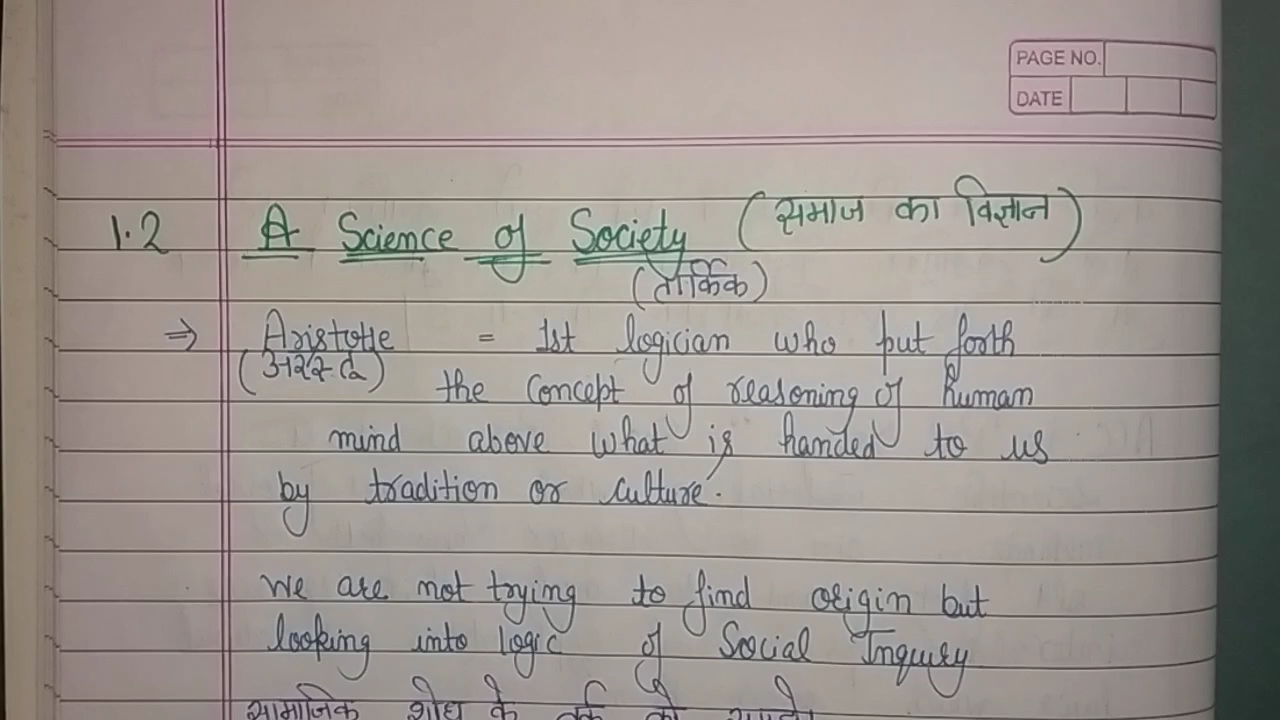 PAGE NO.
DATE
1.2 A Science of Society (समाज का विज्ञान)
(तार्किक)
⇒ Aristotle = 1st logician who put forth
(अरस्तु) the Concept of reasoning of human
mind above what is handed to us
by tradition or culture.
We are not trying to find origin but
looking into logic of Social Inquiry
सामाजिक शोध के तर्क को